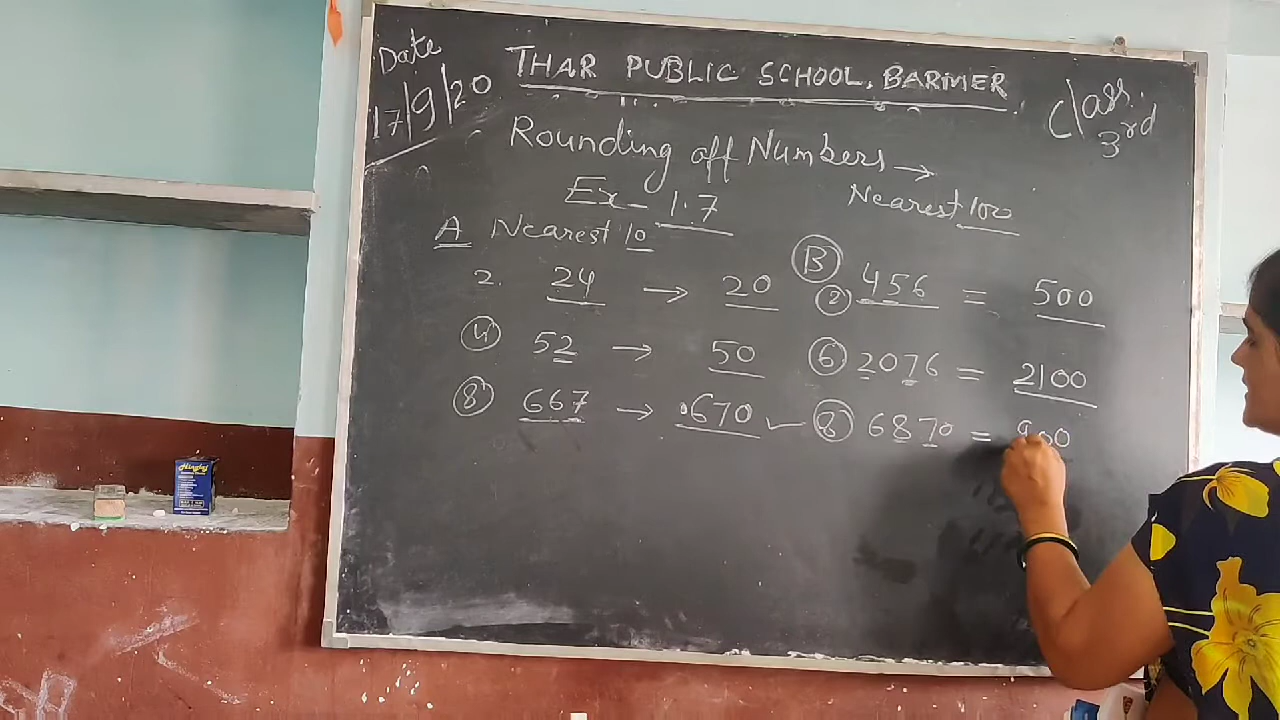 Date
17/9/20
THAR PUBLIC SCHOOL, BARMER
Class.
3rd
Rounding off Numbers →
Ex - 1.7
Nearest 100
A Nearest 10
2. 24 → 20
4 52 → 50
8 667 → 670
B
2 456 = 500
6 2076 = 2100
8 6870 = 900